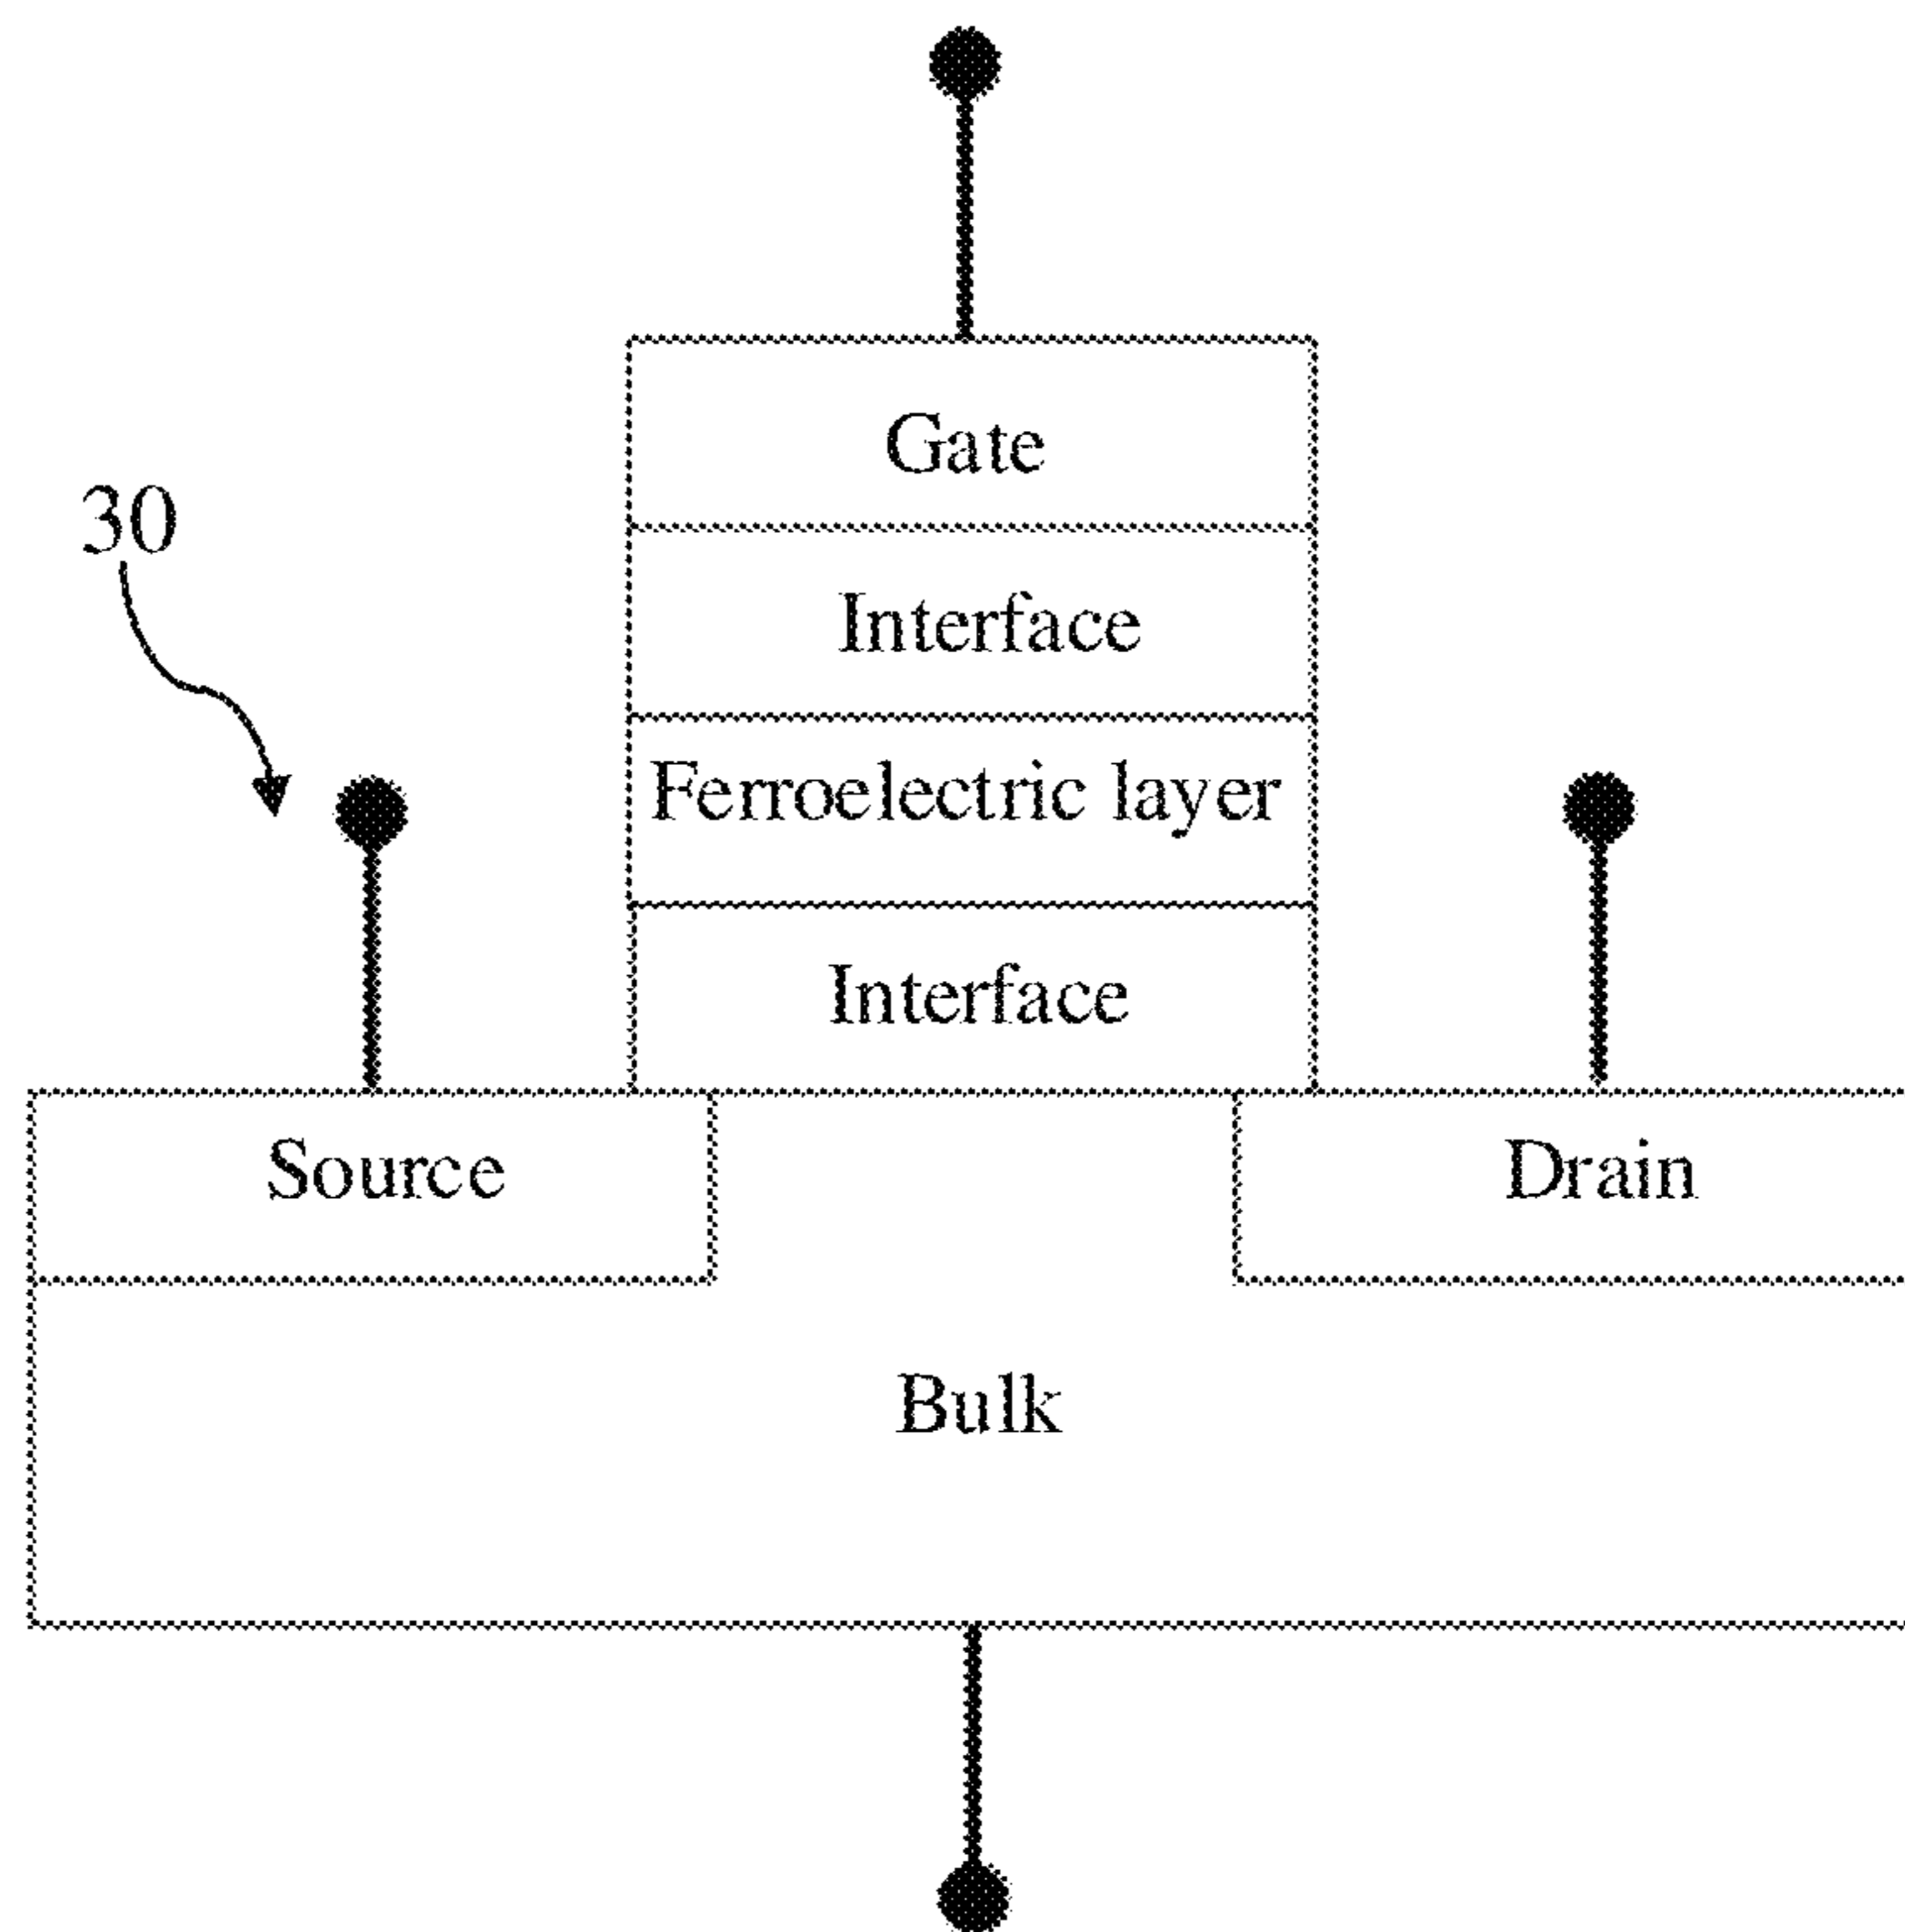 Gate
30
Interface
Ferroelectric layer
Interface
Source
Drain
Bulk